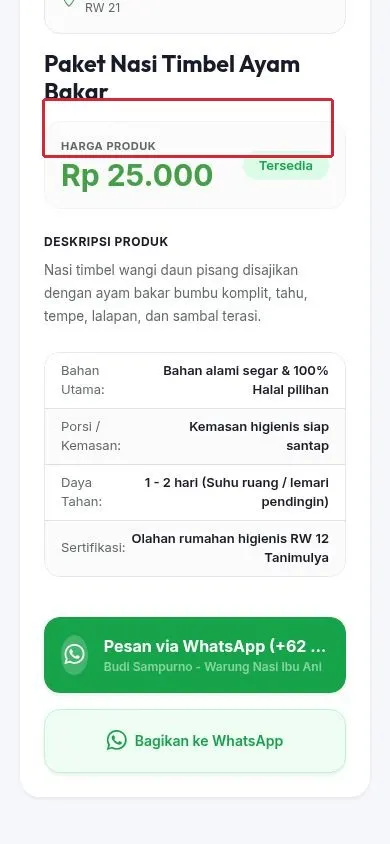 RW 21
Paket Nasi Timbel Ayam
Bakar
HARGA PRODUK
Rp 25.000
Tersedia
DESKRIPSI PRODUK
Nasi timbel wangi daun pisang disajikan
dengan ayam bakar bumbu komplit, tahu,
tempe, lalapan, dan sambal terasi.
Bahan
Utama:
Bahan alami segar & 100%
Halal pilihan
Porsi /
Kemasan:
Kemasan higienis siap
santap
Daya
Tahan:
1 - 2 hari (Suhu ruang / lemari
pendingin)
Sertifikasi:
Olahan rumahan higienis RW 12
Tanimulya
Pesan via WhatsApp (+62 ...
Budi Sampurno - Warung Nasi Ibu Ani
Bagikan ke WhatsApp